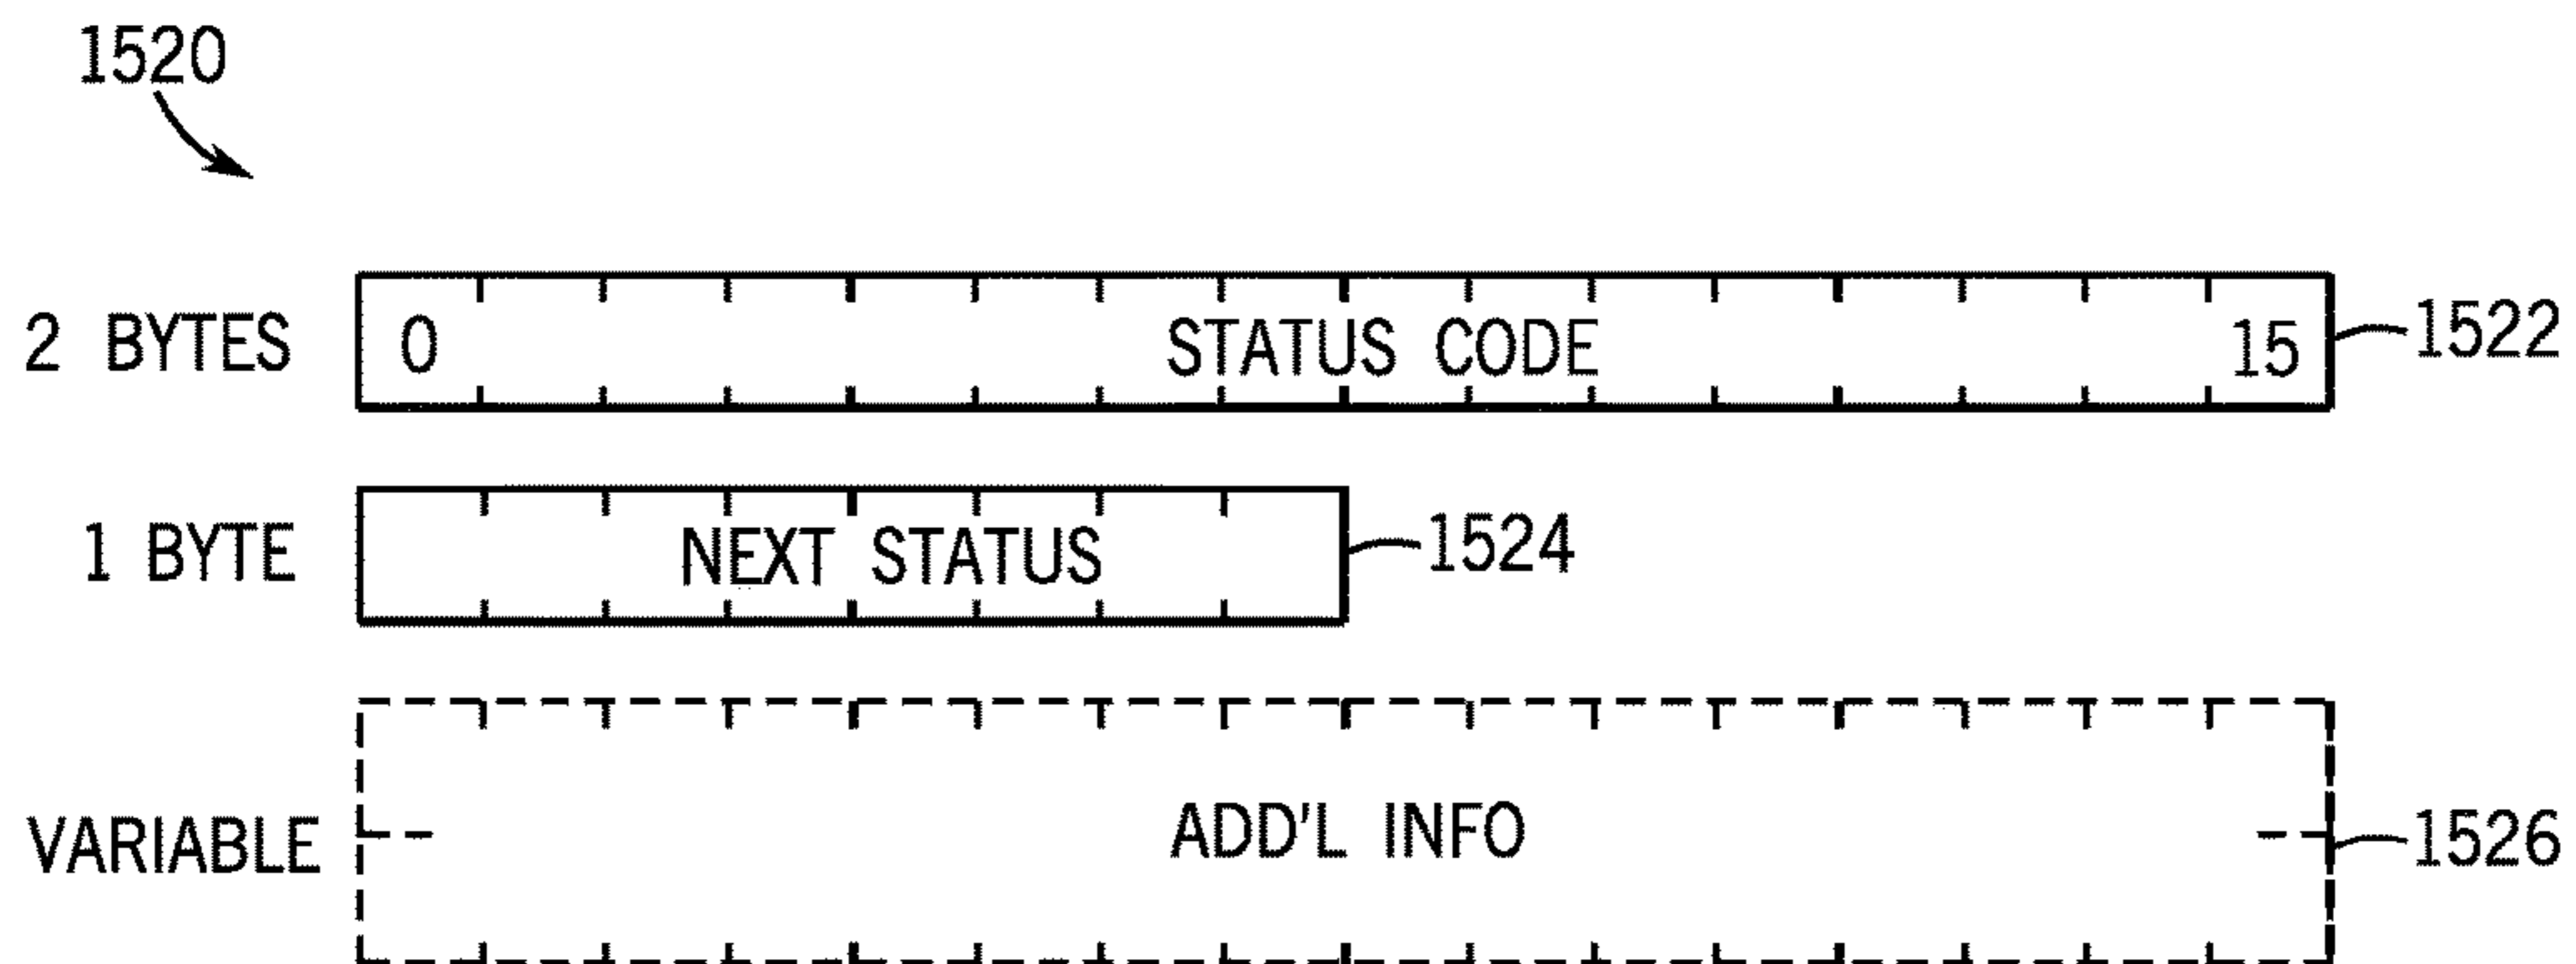 1520
2 BYTES 0 STATUS CODE 15 1522
1 BYTE NEXT STATUS 1524
VARIABLE ADD'L INFO 1526